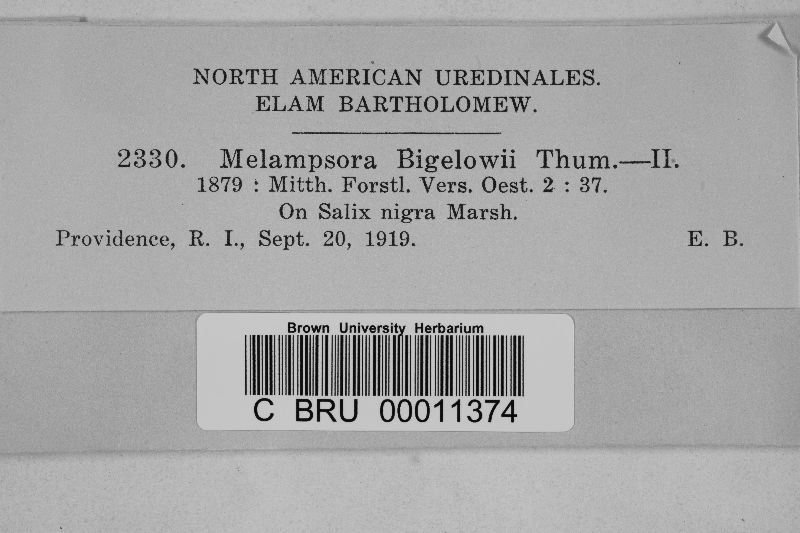 NORTH AMERICAN UREDINALES.
ELAM BARTHOLOMEW.
2330. Melampsora Bigelowii Thum.—II.
1879 : Mitth. Forstl. Vers. Oest. 2 : 37.
On Salix nigra Marsh.
Providence, R. I., Sept. 20, 1919. E. B.
Brown University Herbarium
C BRU 00011374